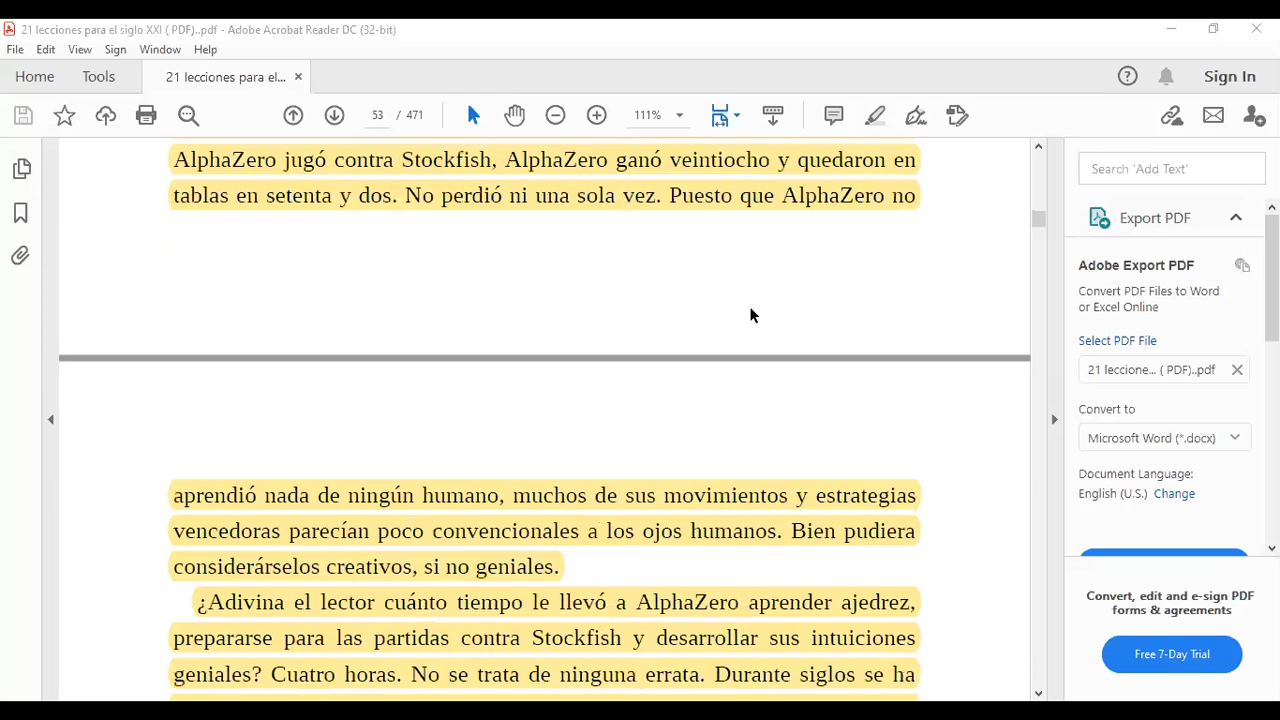 21 lecciones para el siglo XXI ( PDF)..pdf - Adobe Acrobat Reader DC (32-bit)
File Edit View Sign Window Help
Home Tools 21 lecciones para el... × Sign In
53 / 471 111%
AlphaZero jugó contra Stockfish, AlphaZero ganó veintiocho y quedaron en
tablas en setenta y dos. No perdió ni una sola vez. Puesto que AlphaZero no
aprendió nada de ningún humano, muchos de sus movimientos y estrategias
vencedoras parecían poco convencionales a los ojos humanos. Bien pudiera
considerárselos creativos, si no geniales.
¿Adivina el lector cuánto tiempo le llevó a AlphaZero aprender ajedrez,
prepararse para las partidas contra Stockfish y desarrollar sus intuiciones
geniales? Cuatro horas. No se trata de ninguna errata. Durante siglos se ha
Search 'Add Text'
Export PDF
Adobe Export PDF
Convert PDF Files to Word
or Excel Online
Select PDF File
21 leccione... ( PDF)..pdf
Convert to
Microsoft Word (*.docx)
Document Language:
English (U.S.) Change
Convert, edit and e-sign PDF
forms & agreements
Free 7-Day Trial